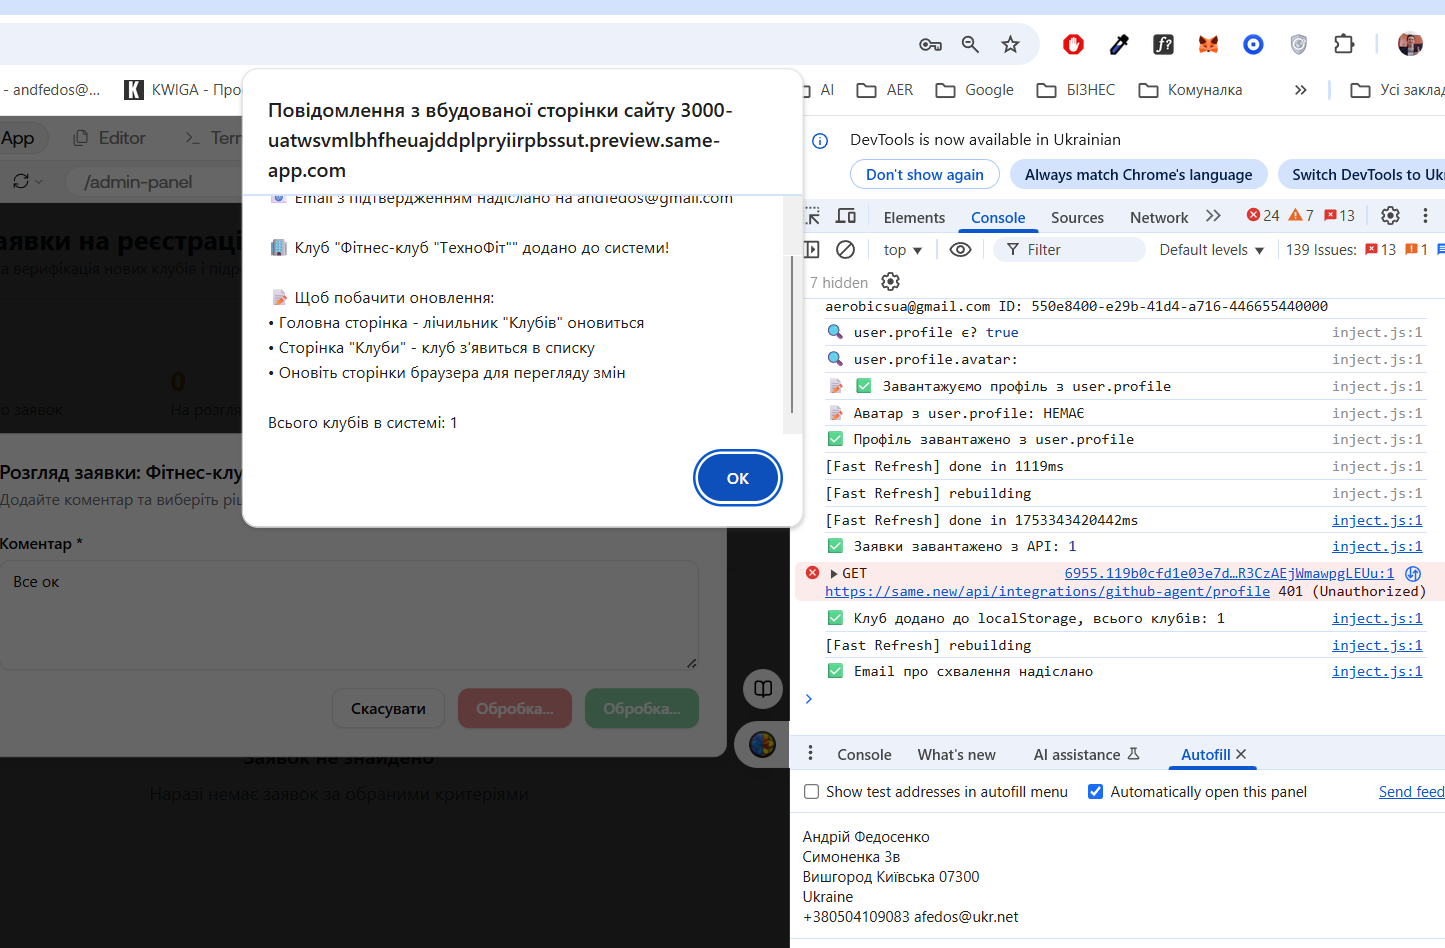 - andfedos@...
KWIGA - Про
AI
AER
Google
БІЗНЕС
Комуналка
Усі заклад
App
Editor
Terr
/admin-panel
Повідомлення з вбудованої сторінки сайту 3000-
uatwsvmlbhfheuajddplpryiirpbssut.preview.same-
app.com
Email з підтвердженням надіслано на andfedos@gmail.com
Клуб "Фітнес-клуб "ТехноФіт"" додано до системи!
Щоб побачити оновлення:
• Головна сторінка - лічильник "Клубів" оновиться
• Сторінка "Клуби" - клуб з'явиться в списку
• Оновіть сторінки браузера для перегляду змін
Всього клубів в системі: 1
OK
аявки на реєстрації
а верифікація нових клубів і підр
0
о заявок
На розгля
Розгляд заявки: Фітнес-клу
Додайте коментар та виберіть ріш
Коментар *
Все ок
Скасувати
Обробка...
Обробка...
Заявок не знайдено
Наразі немає заявок за обраними критеріями
DevTools is now available in Ukrainian
Don't show again
Always match Chrome's language
Switch DevTools to Uk
Elements
Console
Sources
Network
24
7
13
top
Filter
Default levels
139 Issues:
13
1
7 hidden
aerobicsua@gmail.com ID: 550e8400-e29b-41d4-a716-446655440000
user.profile є? true inject.js:1
user.profile.avatar: inject.js:1
Завантажуємо профіль з user.profile inject.js:1
Аватар з user.profile: НЕМАЄ inject.js:1
Профіль завантажено з user.profile inject.js:1
[Fast Refresh] done in 1119ms inject.js:1
[Fast Refresh] rebuilding inject.js:1
[Fast Refresh] done in 1753343420442ms inject.js:1
Заявки завантажено з API: 1 inject.js:1
GET 6955.119b0cfd1e03e7d…R3CzAEjWmawpgLEUu:1
https://same.new/api/integrations/github-agent/profile 401 (Unauthorized)
Клуб додано до localStorage, всього клубів: 1 inject.js:1
[Fast Refresh] rebuilding inject.js:1
Email про схвалення надіслано inject.js:1
Console
What's new
AI assistance
Autofill
Show test addresses in autofill menu
Automatically open this panel
Send feed
Андрій Федосенко
Симоненка 3в
Вишгород Київська 07300
Ukraine
+380504109083 afedos@ukr.net